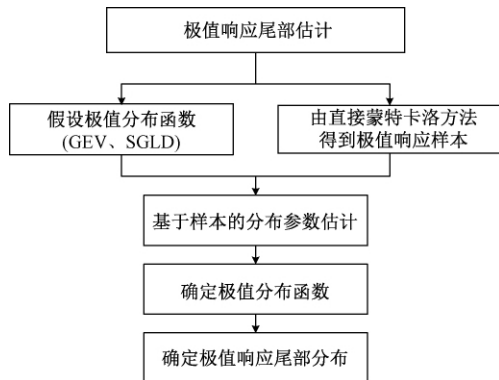 极值响应尾部估计
假设极值分布函数
(GEV、SGLD)
由直接蒙特卡洛方法
得到极值响应样本
基于样本的分布参数估计
确定极值分布函数
确定极值响应尾部分布